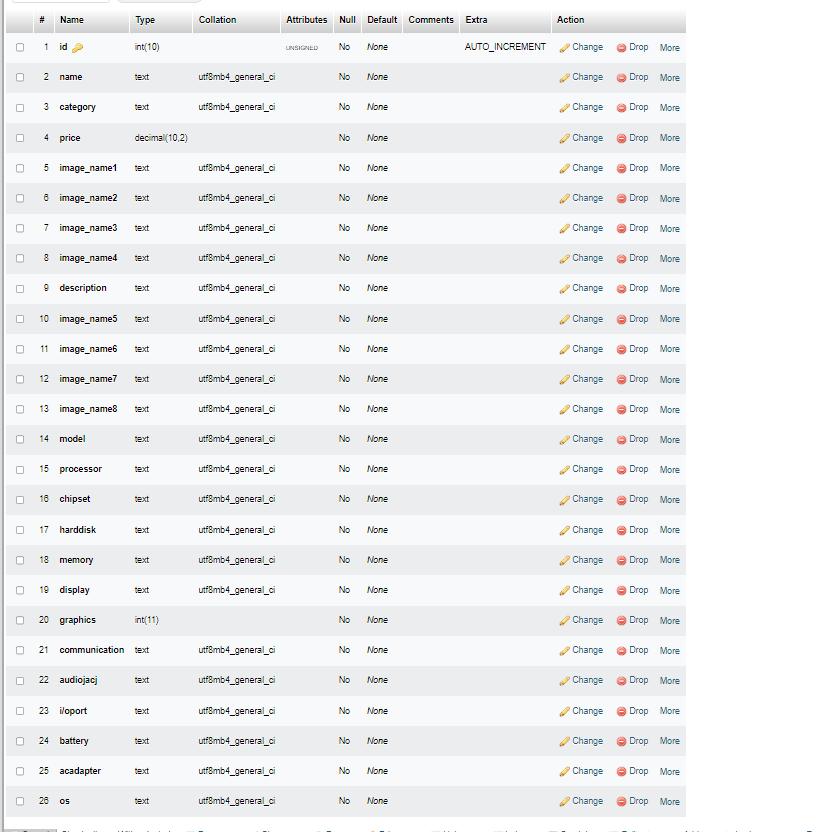 # Name Type Collation Attributes Null Default Comments Extra Action
1 id int(10) UNSIGNED No None AUTO_INCREMENT Change Drop More
2 name text utf8mb4_general_ci No None Change Drop More
3 category text utf8mb4_general_ci No None Change Drop More
4 price decimal(10,2) No None Change Drop More
5 image_name1 text utf8mb4_general_ci No None Change Drop More
6 image_name2 text utf8mb4_general_ci No None Change Drop More
7 image_name3 text utf8mb4_general_ci No None Change Drop More
8 image_name4 text utf8mb4_general_ci No None Change Drop More
9 description text utf8mb4_general_ci No None Change Drop More
10 image_name5 text utf8mb4_general_ci No None Change Drop More
11 image_name6 text utf8mb4_general_ci No None Change Drop More
12 image_name7 text utf8mb4_general_ci No None Change Drop More
13 image_name8 text utf8mb4_general_ci No None Change Drop More
14 model text utf8mb4_general_ci No None Change Drop More
15 processor text utf8mb4_general_ci No None Change Drop More
16 chipset text utf8mb4_general_ci No None Change Drop More
17 harddisk text utf8mb4_general_ci No None Change Drop More
18 memory text utf8mb4_general_ci No None Change Drop More
19 display text utf8mb4_general_ci No None Change Drop More
20 graphics int(11) No None Change Drop More
21 communication text utf8mb4_general_ci No None Change Drop More
22 audiojacj text utf8mb4_general_ci No None Change Drop More
23 i/oport text utf8mb4_general_ci No None Change Drop More
24 battery text utf8mb4_general_ci No None Change Drop More
25 acadapter text utf8mb4_general_ci No None Change Drop More
26 os text utf8mb4_general_ci No None Change Drop More